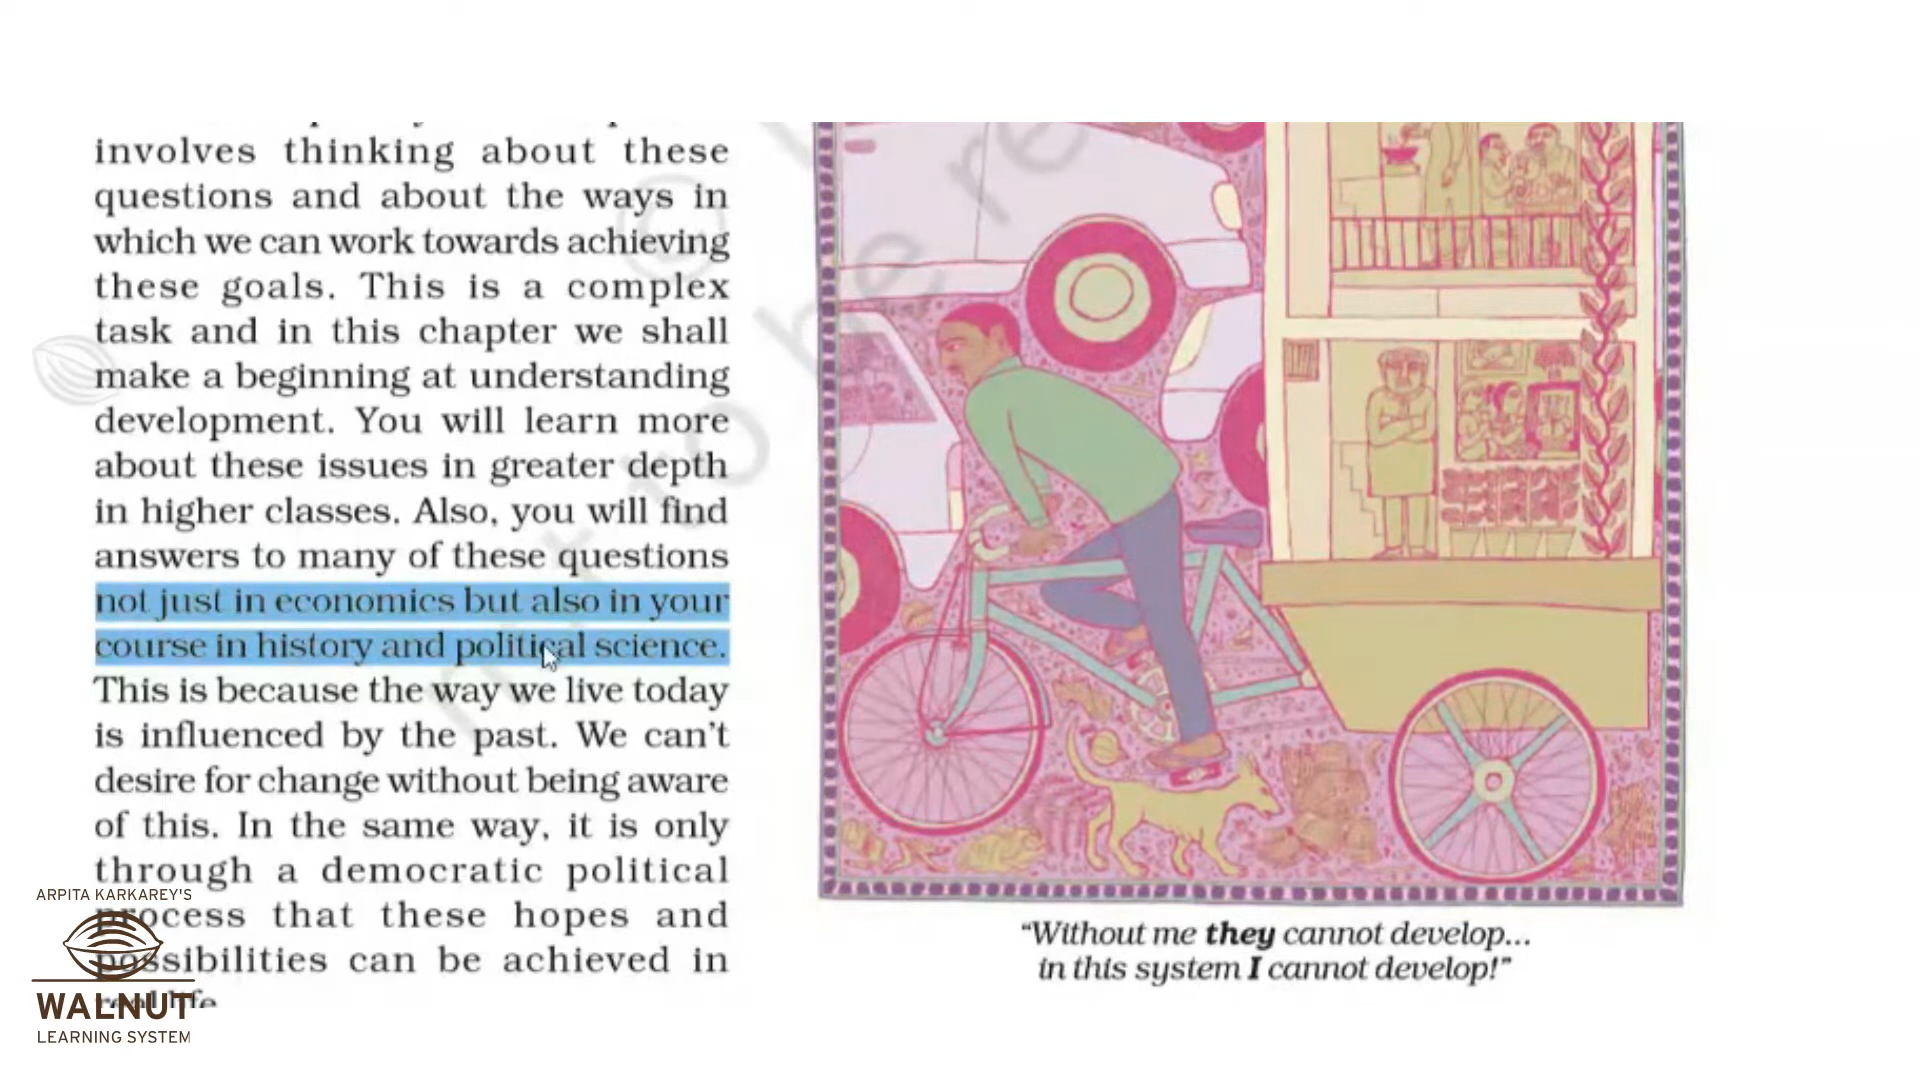 involves thinking about these
questions and about the ways in
which we can work towards achieving
these goals. This is a complex
task and in this chapter we shall
make a beginning at understanding
development. You will learn more
about these issues in greater depth
in higher classes. Also, you will find
answers to many of these questions
not just in economics but also in your
course in history and political science.
This is because the way we live today
is influenced by the past. We can't
desire for change without being aware
of this. In the same way, it is only
through a democratic political
process that these hopes and
possibilities can be achieved in
real life
“Without me they cannot develop...
in this system I cannot develop!”
ARPITA KARKAREY'S
WALNUT
LEARNING SYSTEM